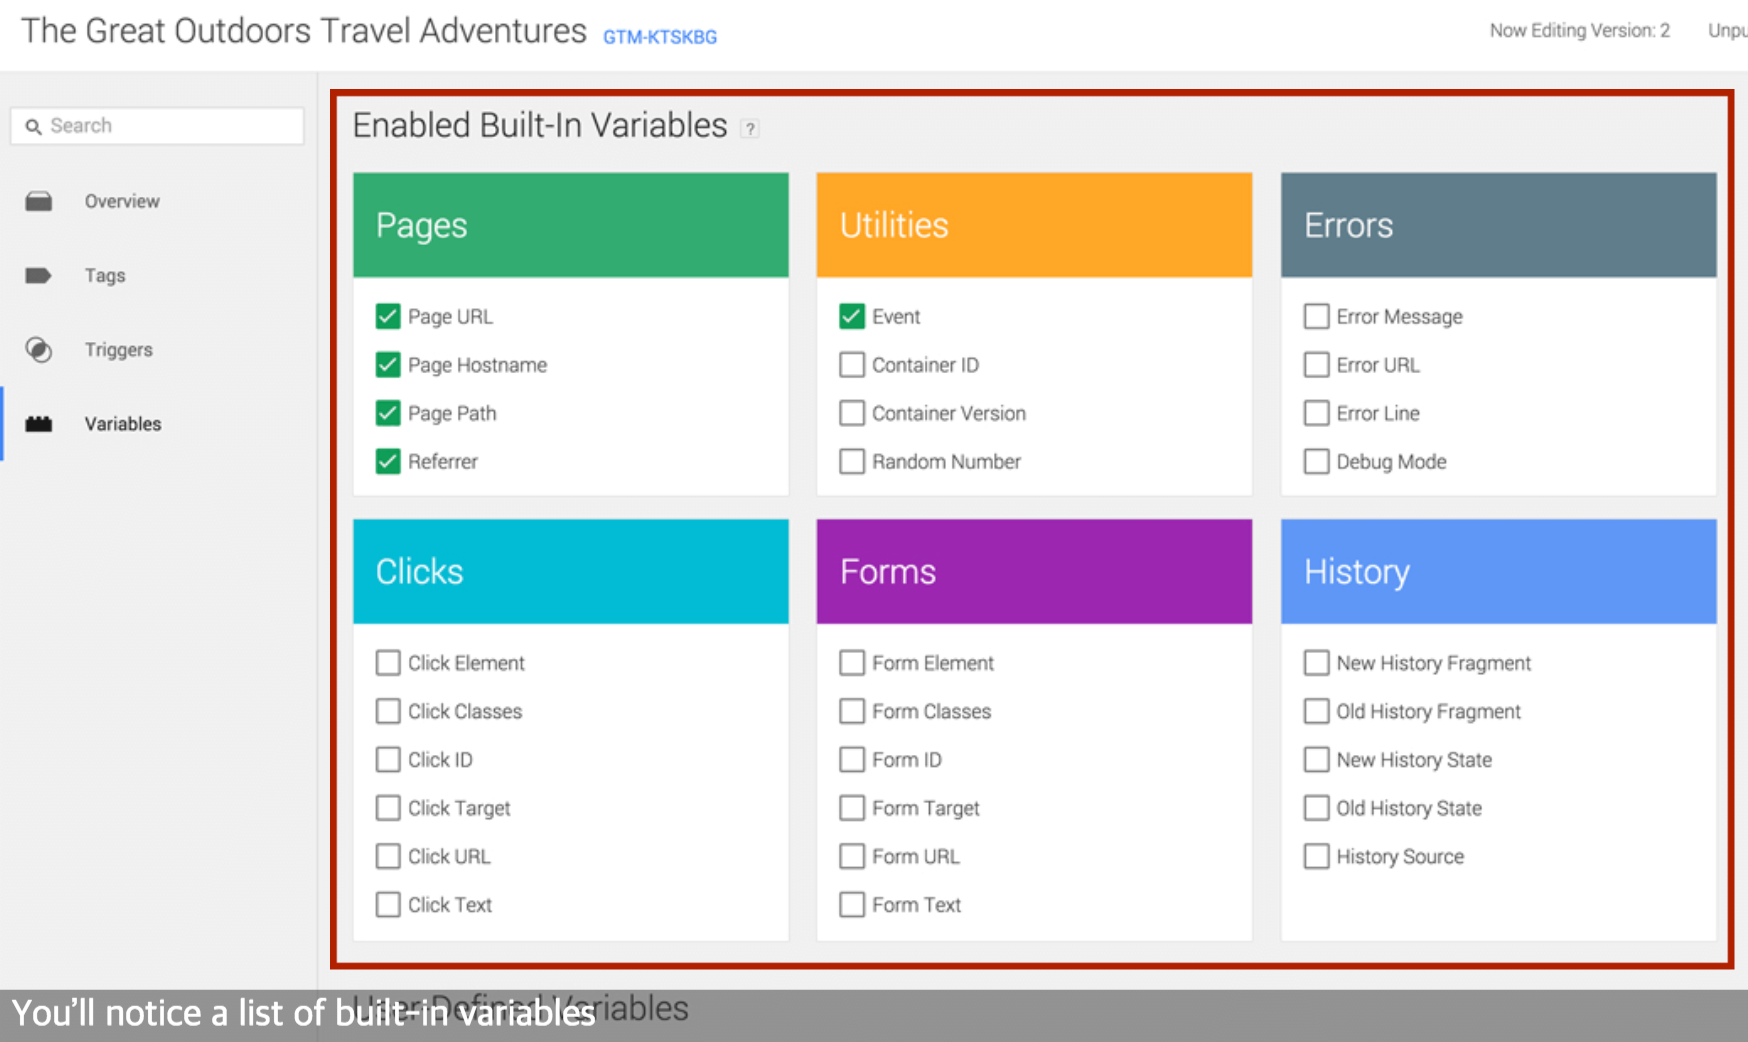 The Great Outdoors Travel Adventures GTM-KTSKBG
Now Editing Version: 2
Unpu
Search
Overview
Tags
Triggers
Variables
Enabled Built-In Variables ?
Pages
Page URL
Page Hostname
Page Path
Referrer
Utilities
Event
Container ID
Container Version
Random Number
Errors
Error Message
Error URL
Error Line
Debug Mode
Clicks
Click Element
Click Classes
Click ID
Click Target
Click URL
Click Text
Forms
Form Element
Form Classes
Form ID
Form Target
Form URL
Form Text
History
New History Fragment
Old History Fragment
New History State
Old History State
History Source
User-Defined Variables
You'll notice a list of built-in variables